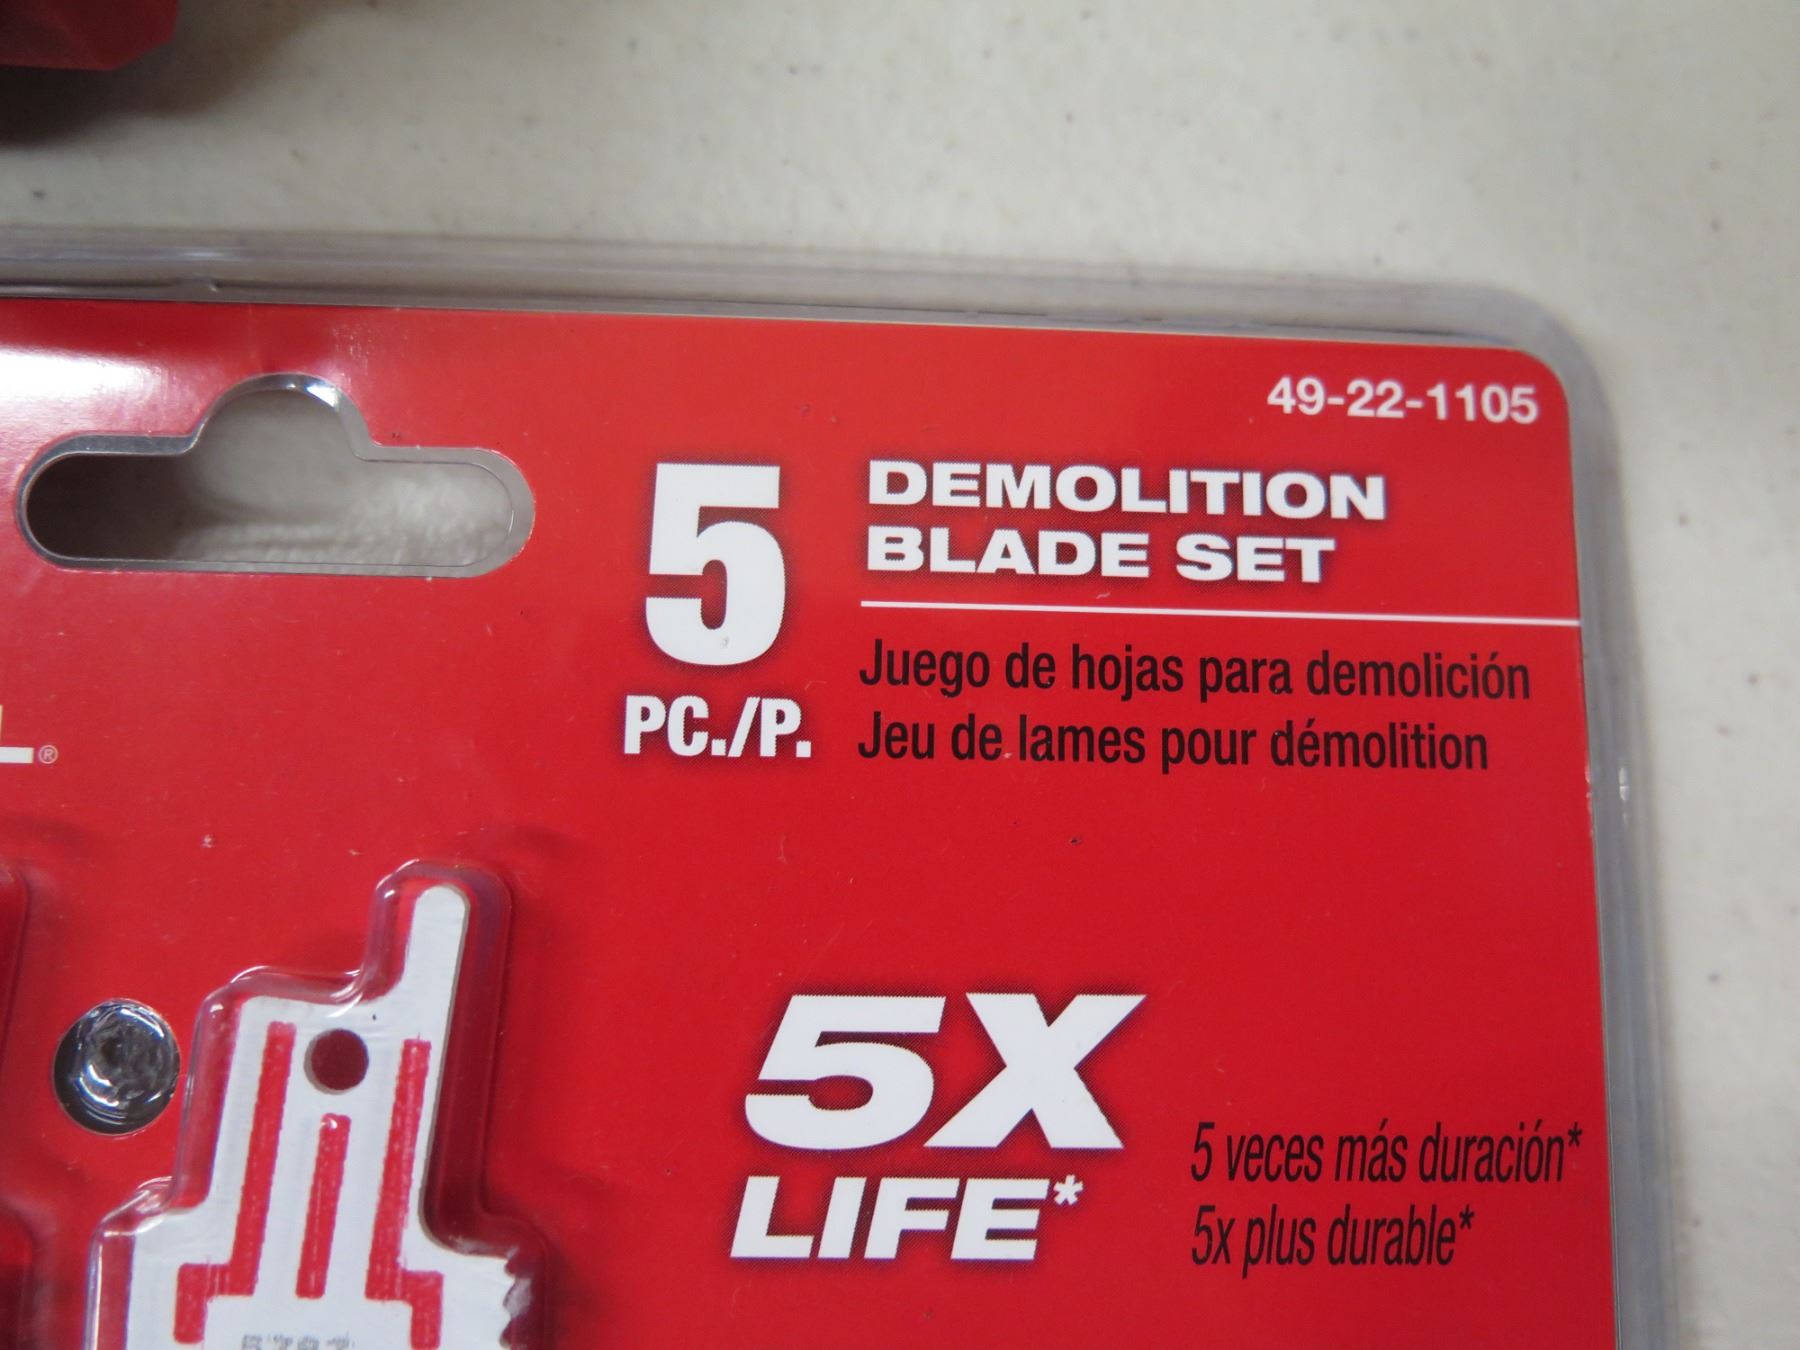 49-22-1105
5
PC./P.
DEMOLITION
BLADE SET
Juego de hojas para demolición
Jeu de lames pour démolition
L®
5X
LIFE*
5 veces más duración*
5x plus durable*